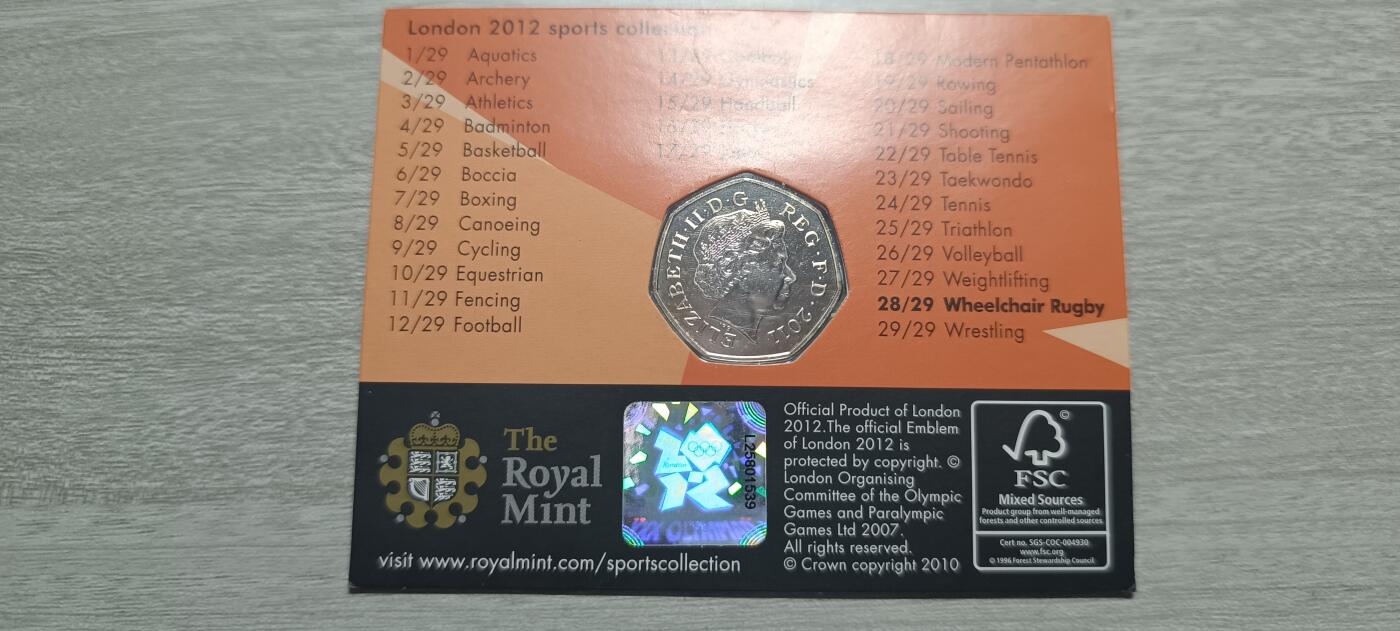 London 2012 sports collection
1/29 Aquatics
2/29 Archery
3/29 Athletics
4/29 Badminton
5/29 Basketball
6/29 Boccia
7/29 Boxing
8/29 Canoeing
9/29 Cycling
10/29 Equestrian
11/29 Fencing
12/29 Football
14/29 Gymnastics
15/29 Handball
17/29
18/29 Modern Pentathlon
19/29 Rowing
20/29 Sailing
21/29 Shooting
22/29 Table Tennis
23/29 Taekwondo
24/29 Tennis
25/29 Triathlon
26/29 Volleyball
27/29 Weightlifting
28/29 Wheelchair Rugby
29/29 Wrestling
ELIZABETH·II·D·G REG·F·D·2011
The
Royal
Mint
visit www.royalmint.com/sportscollection
London
L25801539
XXX OLYMPIAD
Official Product of London
2012.The official Emblem
of London 2012 is
protected by copyright. ©
London Organising
Committee of the Olympic
Games and Paralympic
Games Ltd 2007.
All rights reserved.
© Crown copyright 2010
©
FSC
Mixed Sources
Product group from well-managed
forests and other controlled sources
Cert no. SGS-COC-004930
www.fsc.org
© 1996 Forest Stewardship Council